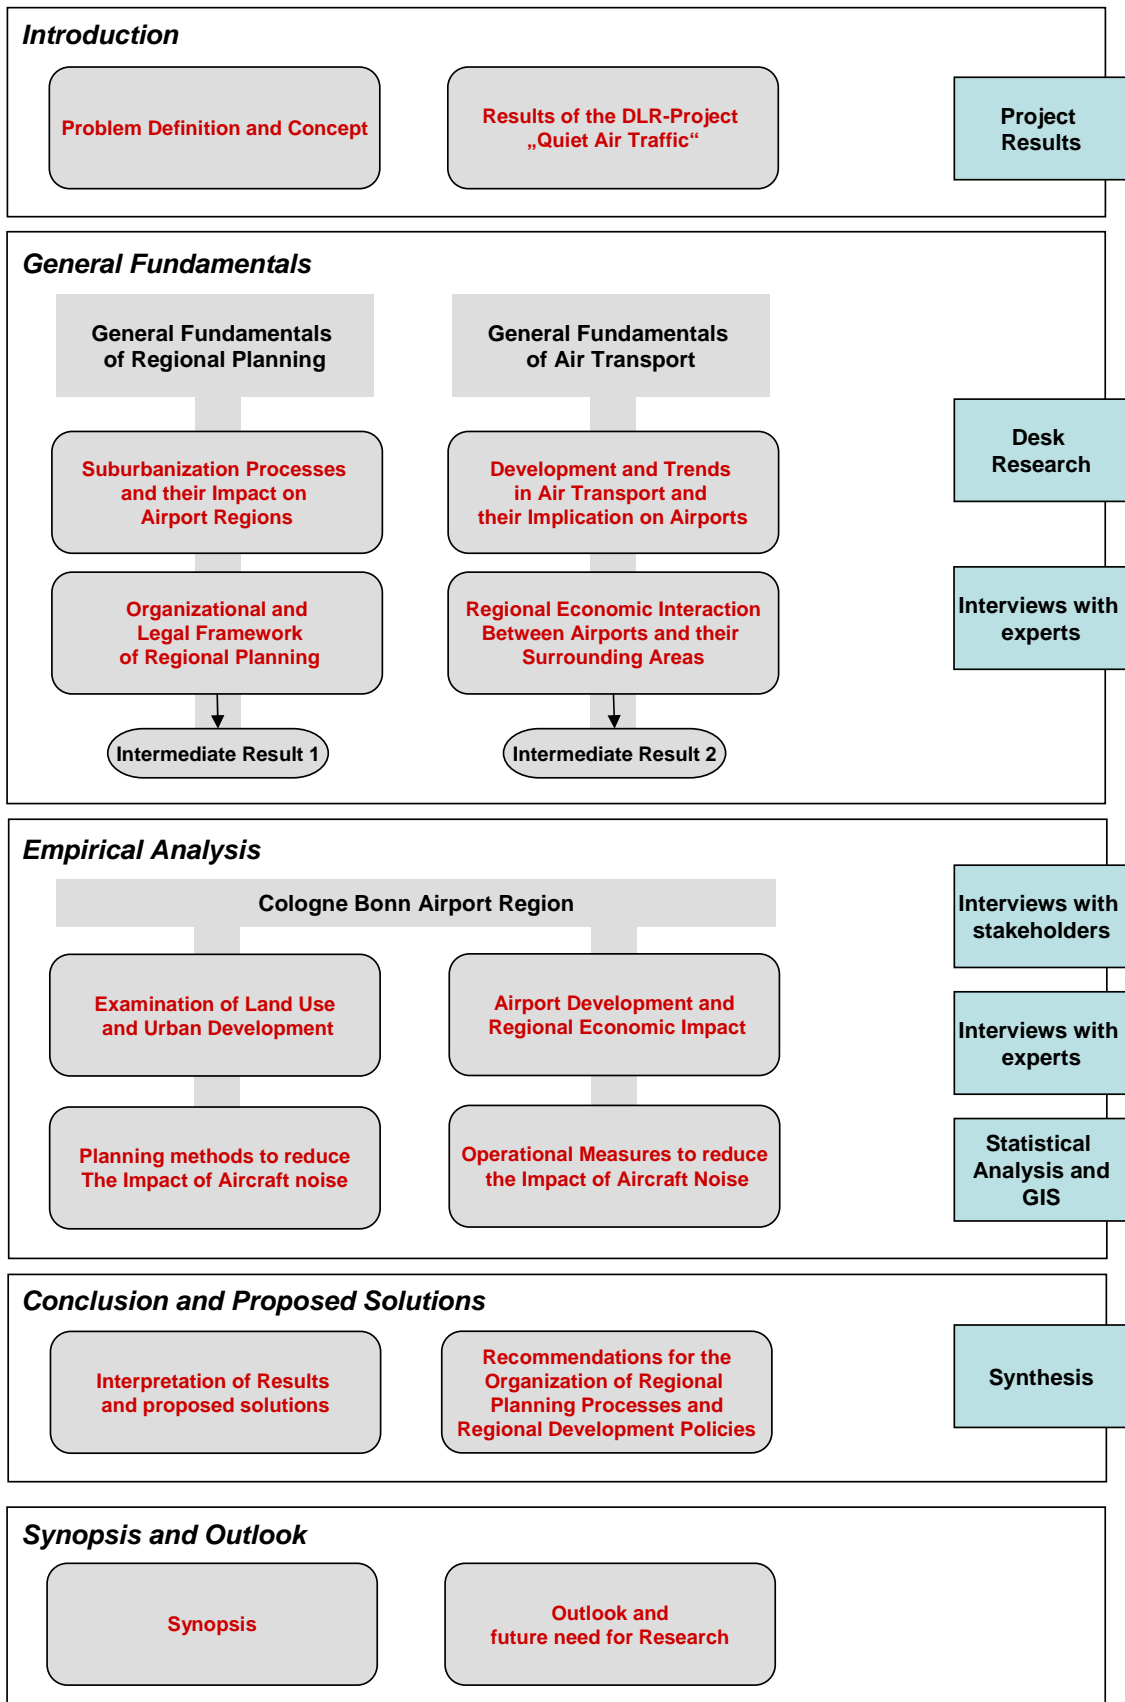 Introduction
Problem Definition and Concept
Results of the DLR-Project
„Quiet Air Traffic“
Project
Results
General Fundamentals
General Fundamentals
of Regional Planning
General Fundamentals
of Air Transport
Suburbanization Processes
and their Impact on
Airport Regions
Development and Trends
in Air Transport and
their Implication on Airports
Desk
Research
Organizational and
Legal Framework
of Regional Planning
Regional Economic Interaction
Between Airports and their
Surrounding Areas
Interviews with
experts
Intermediate Result 1
Intermediate Result 2
Empirical Analysis
Cologne Bonn Airport Region
Interviews with
stakeholders
Examination of Land Use
and Urban Development
Airport Development and
Regional Economic Impact
Interviews with
experts
Planning methods to reduce
The Impact of Aircraft noise
Operational Measures to reduce
the Impact of Aircraft Noise
Statistical
Analysis and
GIS
Conclusion and Proposed Solutions
Interpretation of Results
and proposed solutions
Recommendations for the
Organization of Regional
Planning Processes and
Regional Development Policies
Synthesis
Synopsis and Outlook
Synopsis
Outlook and
future need for Research